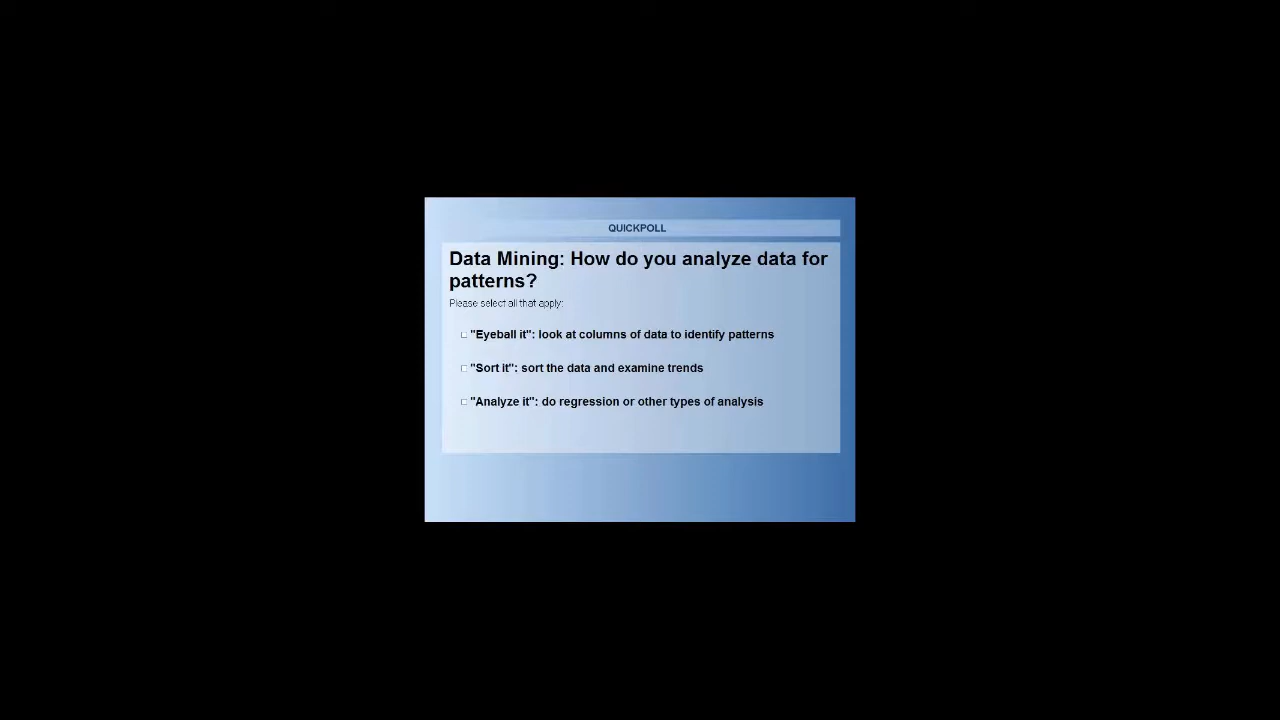 QUICKPOLL
Data Mining: How do you analyze data for
patterns?
Please select all that apply:
"Eyeball it": look at columns of data to identify patterns
"Sort it": sort the data and examine trends
"Analyze it": do regression or other types of analysis